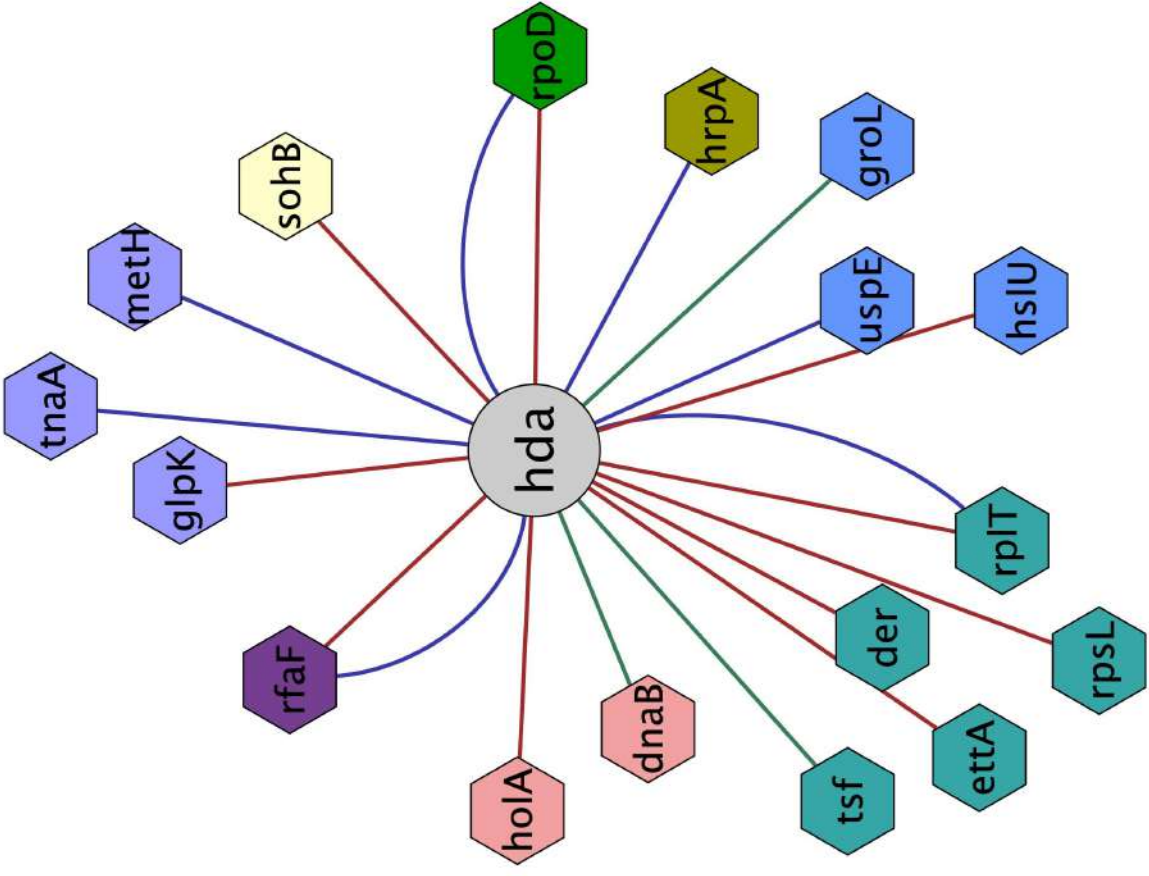 rpoD
hrpA
groL
sohB
metH
uspE
hslU
tnaA
hda
glpK
rplT
der
rfaF
rpsL
dnaB
ettA
holA
tsf